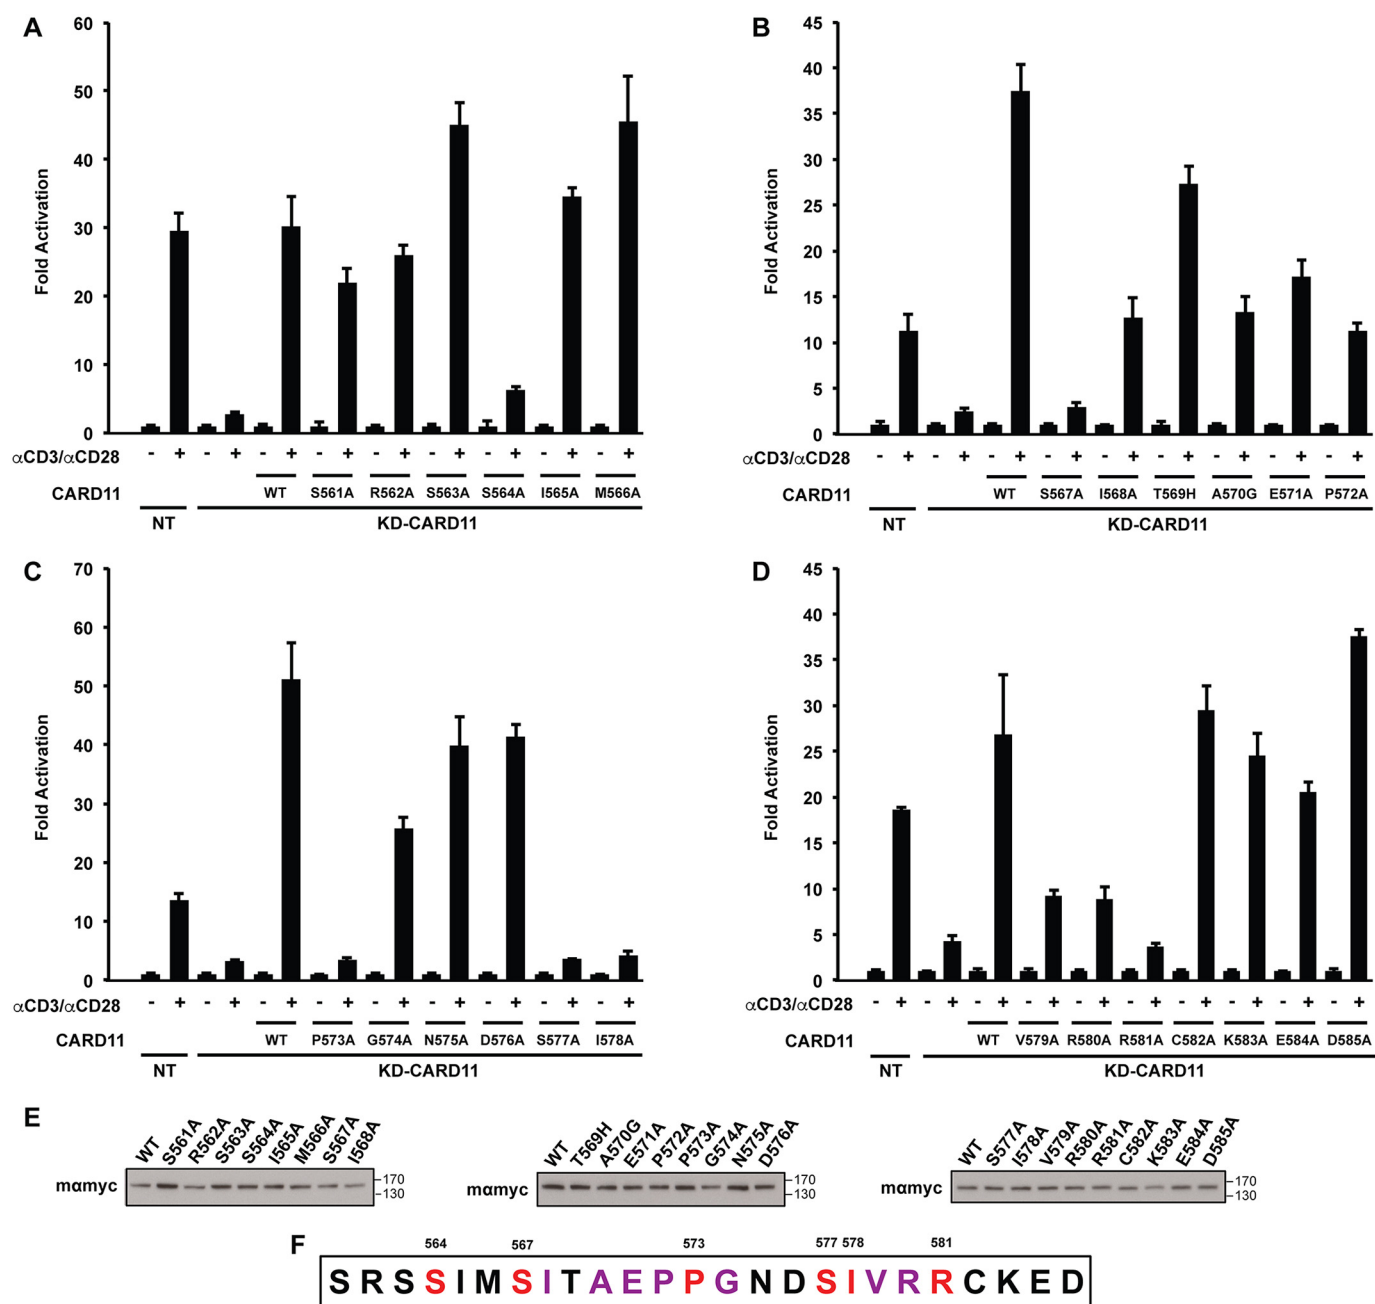 A
60
50
40
30
20
10
0
Fold Activation
αCD3/αCD28 - + - + - + - + - + - + - + - + - +
CARD11 WT S561A R562A S563A S564A I565A M566A
NT KD-CARD11
B
45
40
35
30
25
20
15
10
5
0
Fold Activation
αCD3/αCD28 - + - + - + - + - + - + - + - + - +
CARD11 WT S567A I568A T569H A570G E571A P572A
NT KD-CARD11
C
70
60
50
40
30
20
10
0
Fold Activation
αCD3/αCD28 - + - + - + - + - + - + - + - + - +
CARD11 WT P573A G574A N575A D576A S577A I578A
NT KD-CARD11
D
45
40
35
30
25
20
15
10
5
0
Fold Activation
αCD3/αCD28 - + - + - + - + - + - + - + - + - + - +
CARD11 WT V579A R580A R581A C582A K583A E584A D585A
NT KD-CARD11
E
WT S561A R562A S563A S564A I565A M566A S567A I568A
mαmyc
170
130
WT T569H A570G E571A P572A P573A G574A N575A D576A
mαmyc
170
130
WT S577A I578A V579A R580A R581A C582A K583A E584A D585A
mαmyc
170
130
F
564 567 573 577 578 581
SRSSIMSITAEPPGNDSIVRRCKED